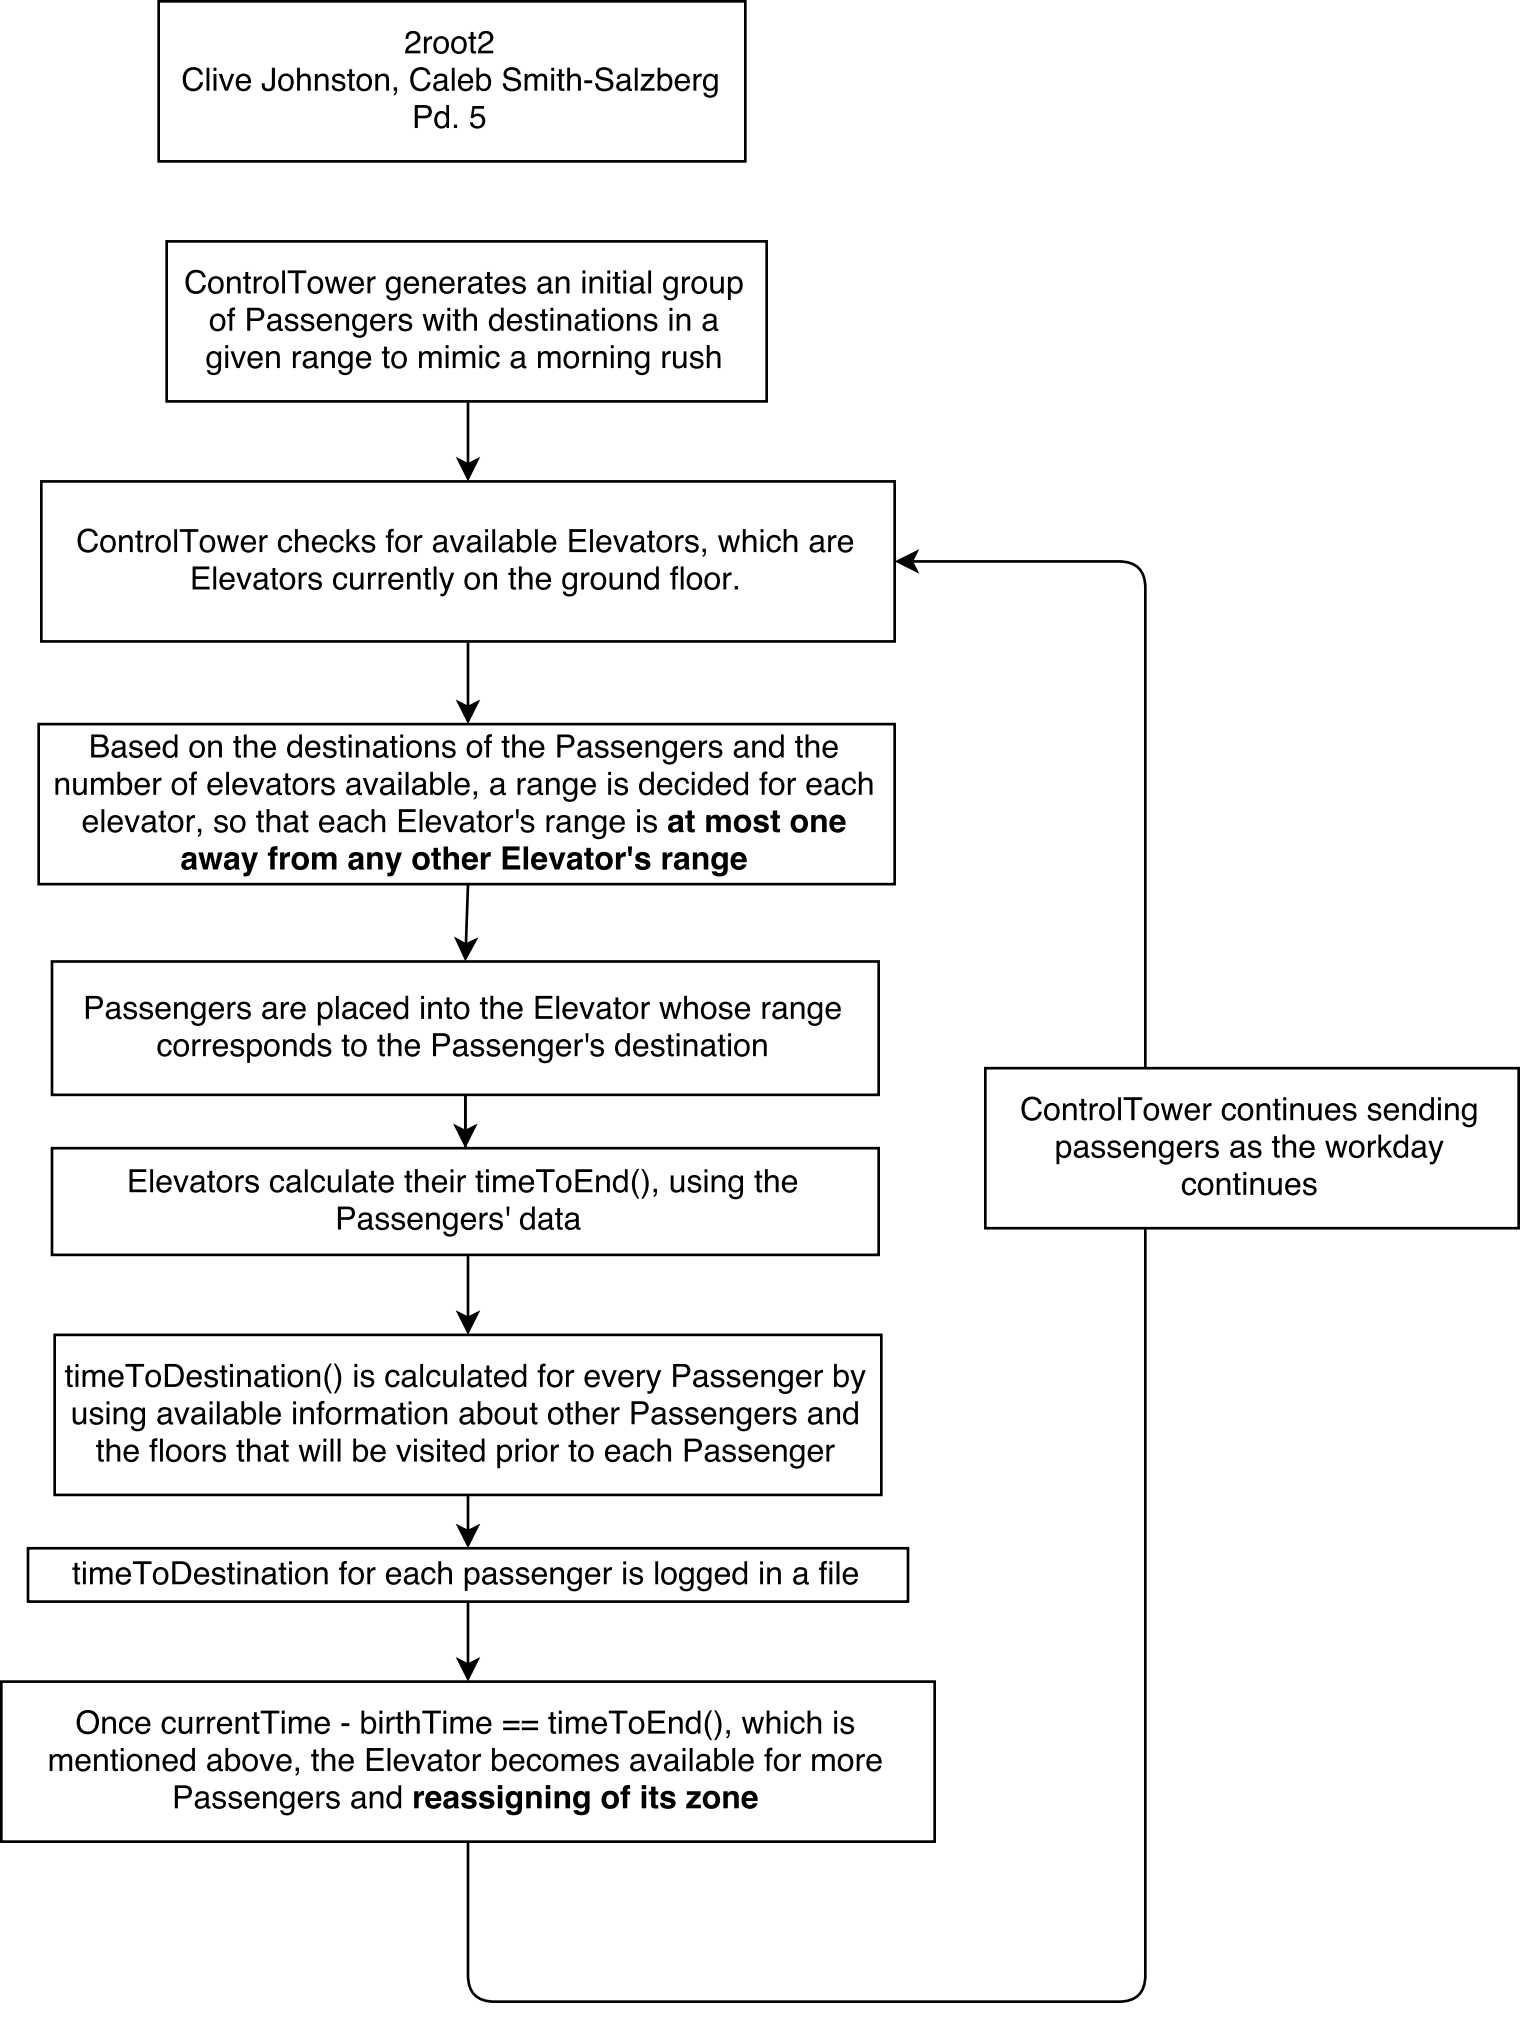 2root2
Clive Johnston, Caleb Smith-Salzberg
Pd. 5
ControlTower generates an initial group
of Passengers with destinations in a
given range to mimic a morning rush
ControlTower checks for available Elevators, which are
Elevators currently on the ground floor.
Based on the destinations of the Passengers and the
number of elevators available, a range is decided for each
elevator, so that each Elevator's range is at most one
away from any other Elevator's range
Passengers are placed into the Elevator whose range
corresponds to the Passenger's destination
Elevators calculate their timeToEnd(), using the
Passengers' data
timeToDestination() is calculated for every Passenger by
using available information about other Passengers and
the floors that will be visited prior to each Passenger
timeToDestination for each passenger is logged in a file
Once currentTime - birthTime == timeToEnd(), which is
mentioned above, the Elevator becomes available for more
Passengers and reassigning of its zone
ControlTower continues sending
passengers as the workday
continues